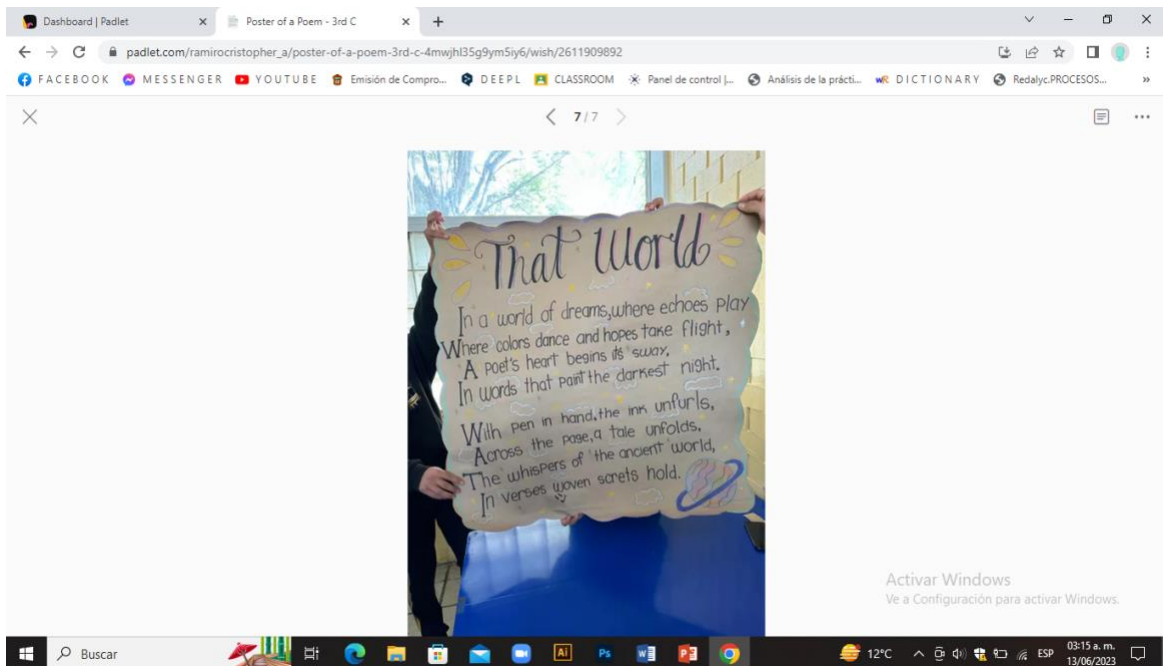 Dashboard | Padlet
Poster of a Poem - 3rd C
padlet.com/ramirocristopher_a/poster-of-a-poem-3rd-c-4mwjhl35g9ym5iy6/wish/2611909892
FACEBOOK MESSENGER YOUTUBE Emisión de Compro... DEEPL CLASSROOM Panel de control |... Análisis de la prácti... WR DICTIONARY Redalyc.PROCESOS... »
7/7
That World
In a world of dreams, where echoes play
Where colors dance and hopes take flight,
A poet's heart begins its sway,
In words that paint the darkest night.
With pen in hand, the ink unfurls,
Across the page, a tale unfolds.
The whispers of the ancient world,
In verses woven screts hold.
Activar Windows
Ve a Configuración para activar Windows.
Buscar
Ai
Ps
12°C
ESP
03:15 a. m.
13/06/2023